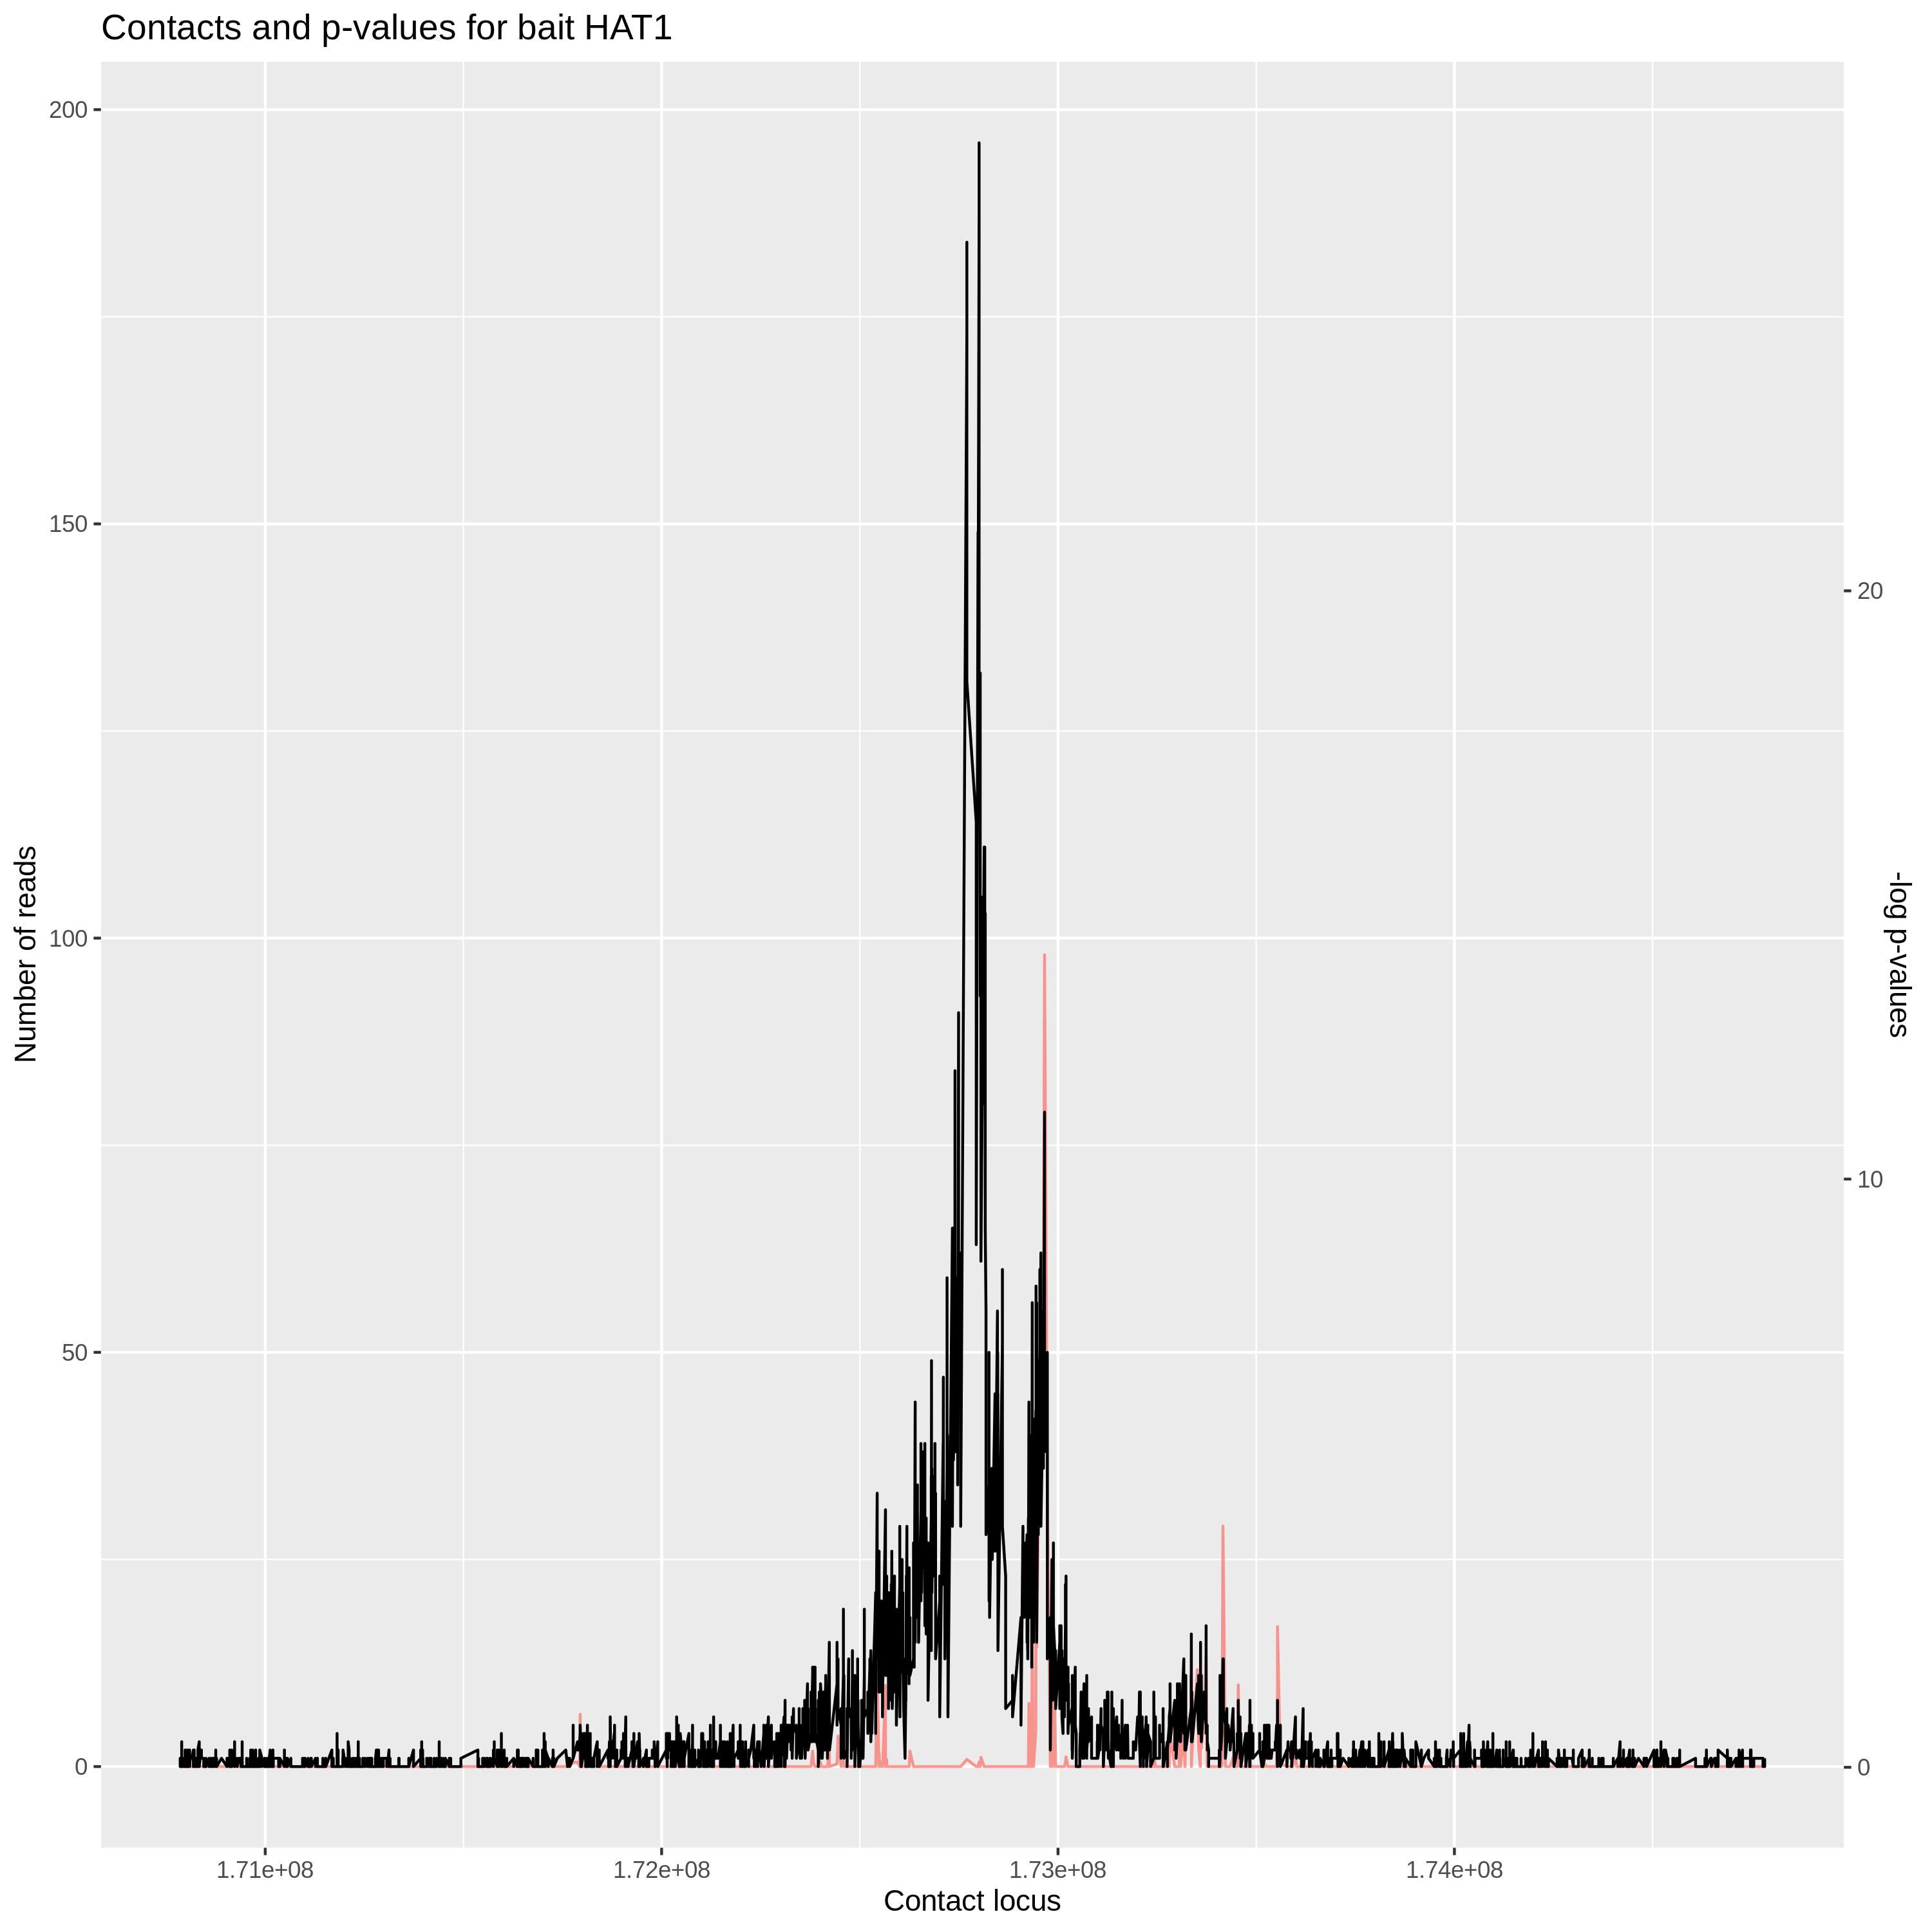 Contacts and p-values for bait HAT1
200
150
100
50
0
Number of reads
20
10
0
-log p-values
1.71e+08
1.72e+08
1.73e+08
1.74e+08
Contact locus